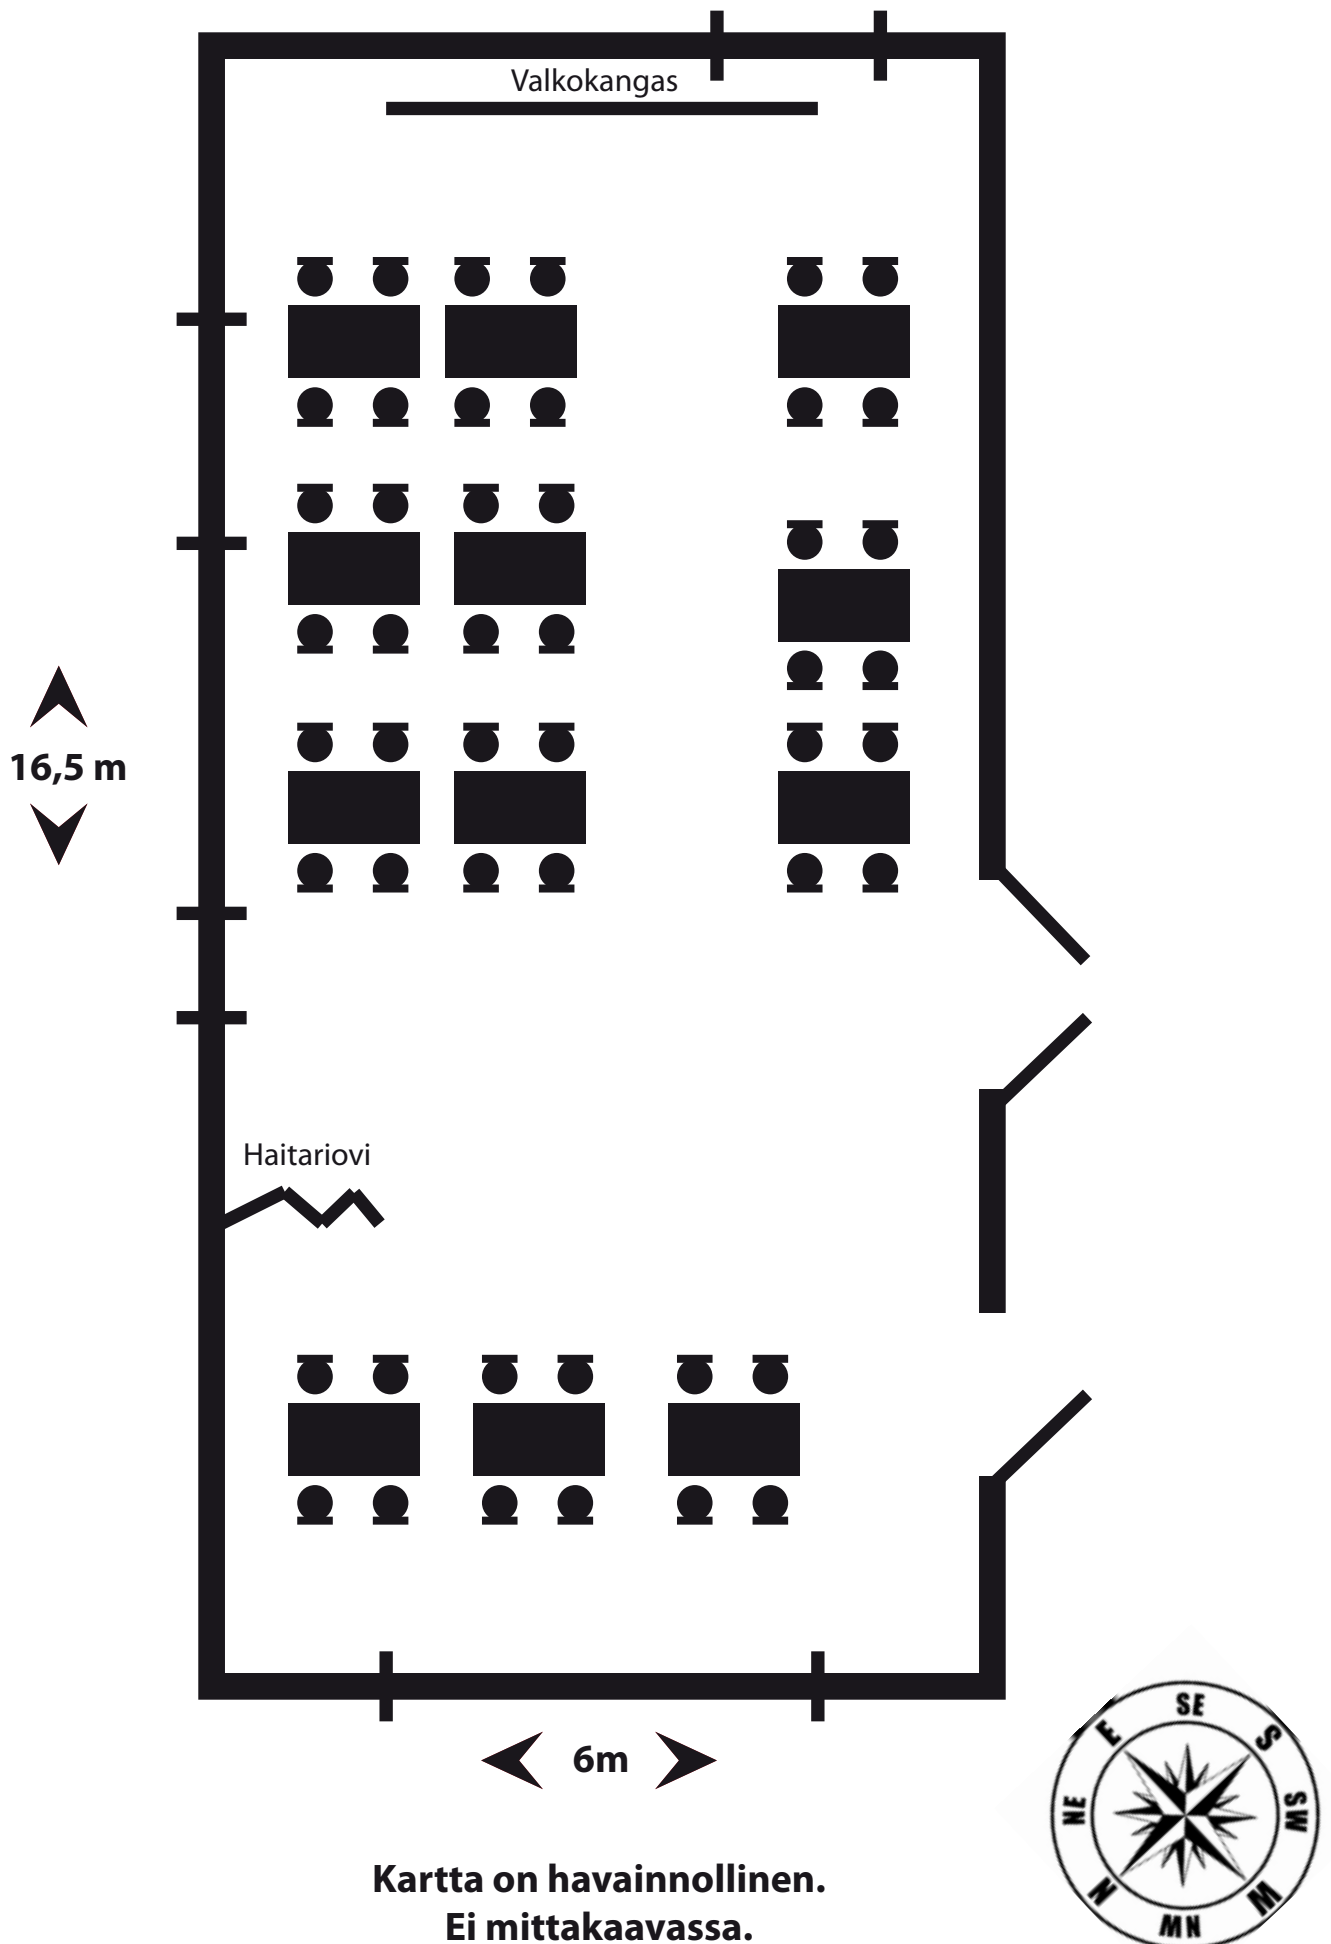 Valkokangas
16,5 m
Haitariovi
6m
Kartta on havainnollinen.
Ei mittakaavassa.
SE
E
S
NE
SW
N
W
NW